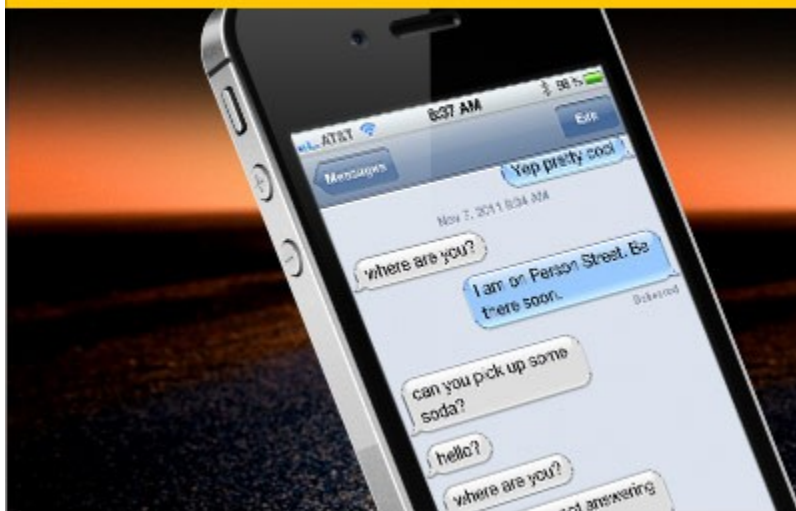 AT&T 8:37 AM 98 %
Messages Edit
Yep pretty cool
Nov 7, 2011 8:34 AM
where are you?
I am on Person Street. Be
there soon.
Delivered
can you pick up some
soda?
hello?
where are you?
not answering